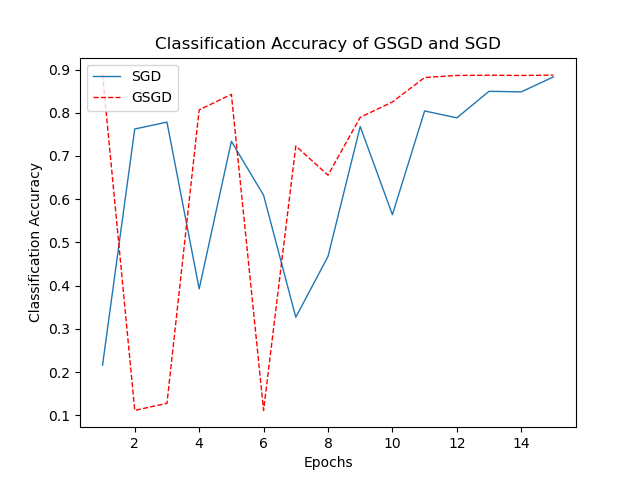 Classification Accuracy of GSGD and SGD
SGD
GSGD
Classification Accuracy
0.9
0.8
0.7
0.6
0.5
0.4
0.3
0.2
0.1
2 4 6 8 10 12 14
Epochs